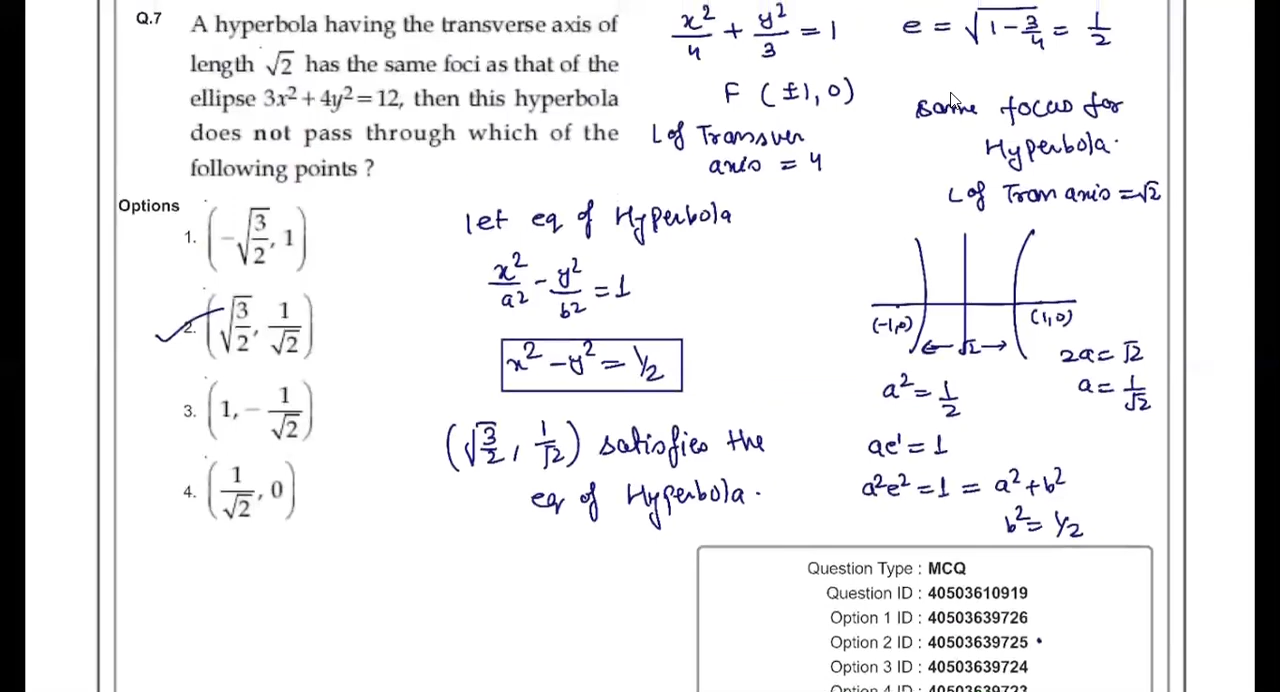 Q.7 A hyperbola having the transverse axis of
length √2 has the same foci as that of the
ellipse 3x² + 4y² = 12, then this hyperbola
does not pass through which of the
following points ?
Options
1. (-√(3/2), 1)
2. (√(3/2), 1/√2)
3. (1, -1/√2)
4. (1/√2, 0)
x²/4 + y²/3 = 1
e = √(1-3/4) = 1/2
F (±1, 0)
L of Transver
axis = 4
same focus for
Hyperbola.
L of Tran axis = √2
let eq of Hyperbola
x²/a² - y²/b² = 1
x² - y² = 1/2
(√(3/2), 1/√2) satisfies the
eq of Hyperbola.
(-1,0)
(1,0)
← √2 →
2a = √2
a = 1/√2
a² = 1/2
ae' = 1
a²e² = 1 = a² + b²
b² = 1/2
Question Type : MCQ
Question ID : 40503610919
Option 1 ID : 40503639726
Option 2 ID : 40503639725 •
Option 3 ID : 40503639724
Option 4 ID : 40503639723